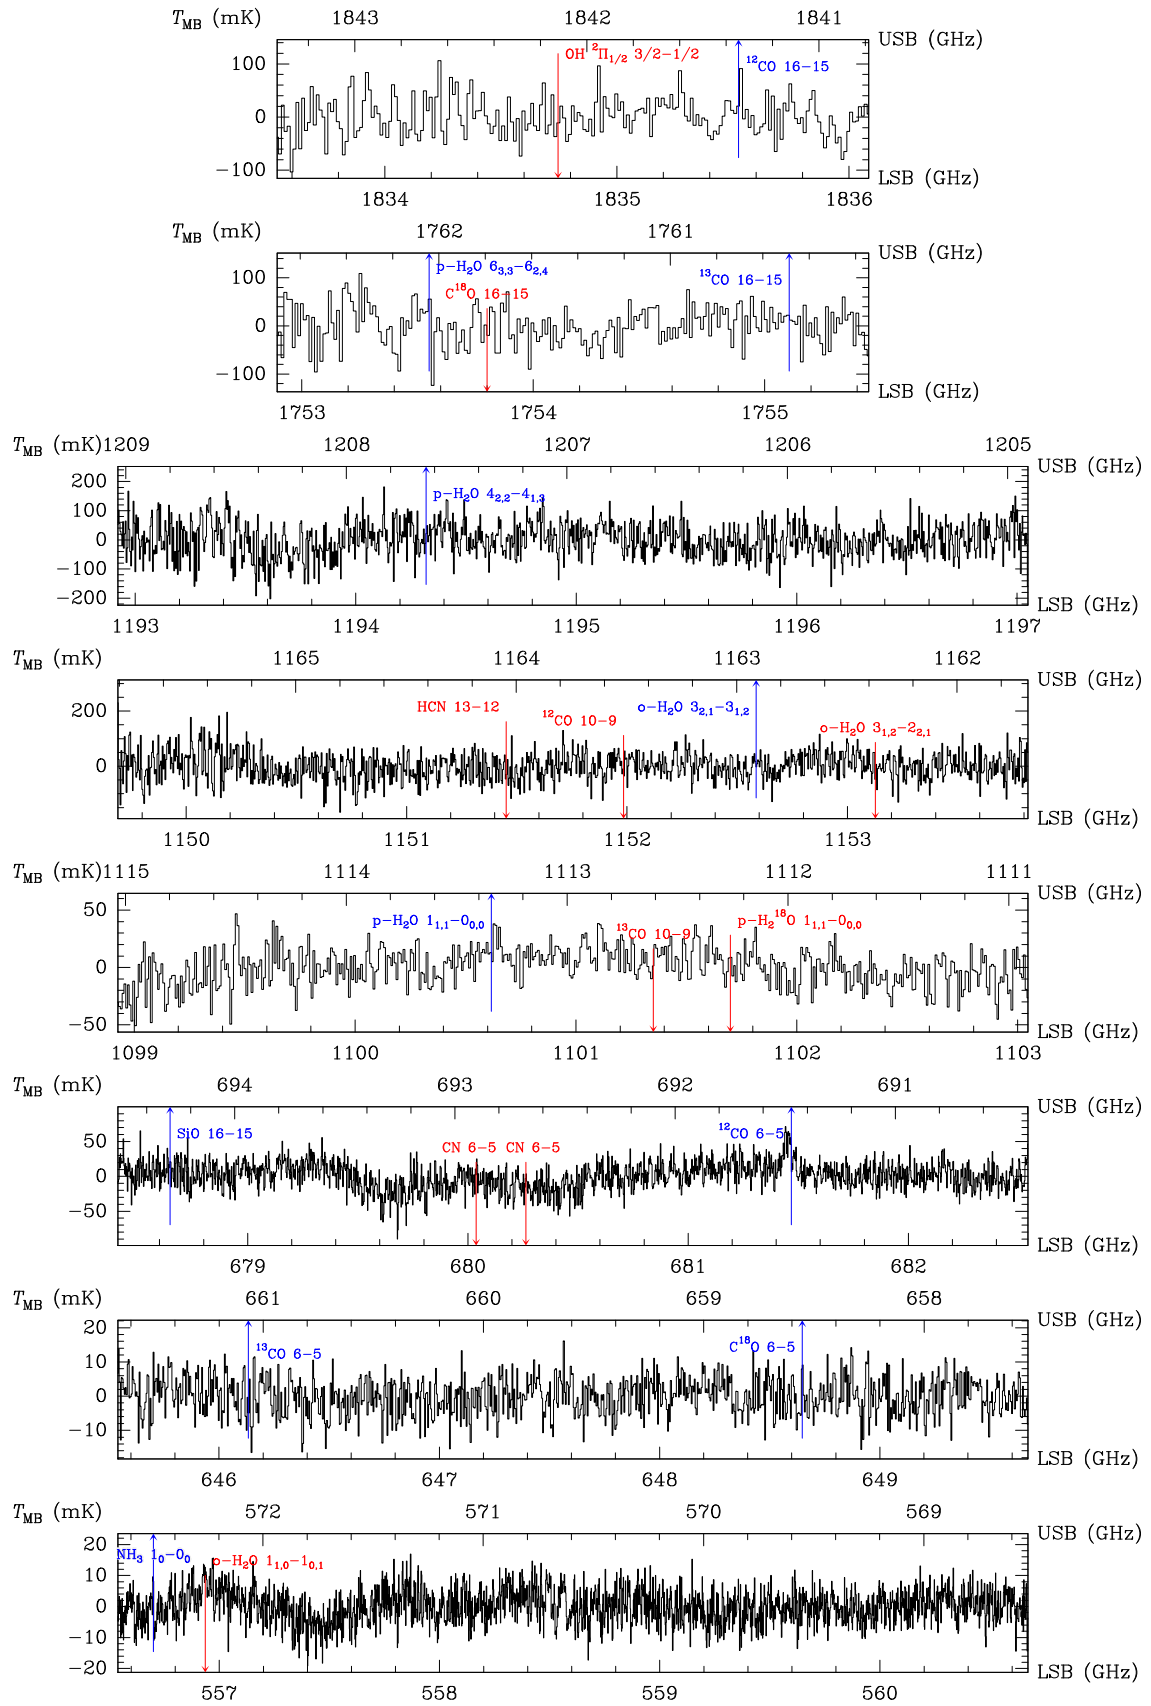 T_MB (mK) 1843 1842 1841
USB (GHz)
OH ²Π_1/2 3/2−1/2
¹²CO 16−15
100
0
−100
LSB (GHz)
1834 1835 1836
T_MB (mK) 1762 1761
USB (GHz)
p−H₂O 6_3,3−6_2,4
¹³CO 16−15
C¹⁸O 16−15
100
0
−100
LSB (GHz)
1753 1754 1755
T_MB (mK) 1209 1208 1207 1206 1205
USB (GHz)
p−H₂O 4_2,2−4_1,3
200
100
0
−100
−200
LSB (GHz)
1193 1194 1195 1196 1197
T_MB (mK) 1165 1164 1163 1162
USB (GHz)
HCN 13−12
¹²CO 10−9
o−H₂O 3_2,1−3_1,2
o−H₂O 3_1,2−2_2,1
200
0
LSB (GHz)
1150 1151 1152 1153
T_MB (mK) 1115 1114 1113 1112 1111
USB (GHz)
p−H₂O 1_1,1−0_0,0
¹³CO 10−9
p−H₂¹⁸O 1_1,1−0_0,0
50
0
−50
LSB (GHz)
1099 1100 1101 1102 1103
T_MB (mK) 694 693 692 691
USB (GHz)
SiO 16−15
CN 6−5 CN 6−5
¹²CO 6−5
50
0
−50
LSB (GHz)
679 680 681 682
T_MB (mK) 661 660 659 658
USB (GHz)
¹³CO 6−5
C¹⁸O 6−5
20
10
0
−10
LSB (GHz)
646 647 648 649
T_MB (mK) 572 571 570 569
USB (GHz)
NH₃ 1₀−0₀
o−H₂O 1_1,0−1_0,1
20
10
0
−10
−20
LSB (GHz)
557 558 559 560